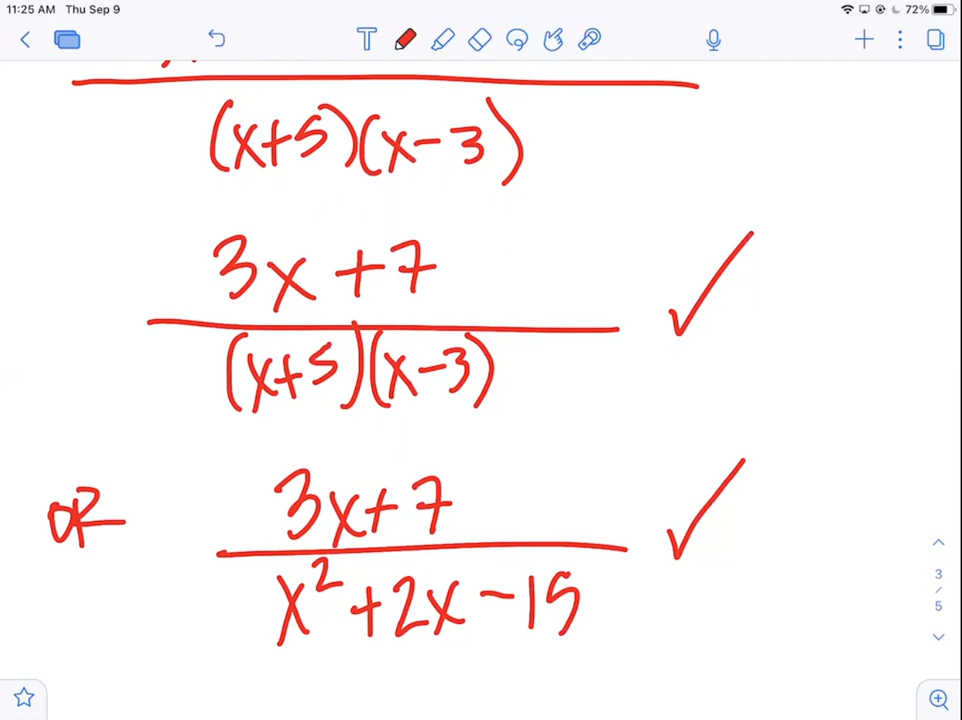 11:25 AM Thu Sep 9 72%
(x+5)(x-3)
3x +7
(x+5)(x-3)
3x+7
OR
x²+2x-15
3
/
5